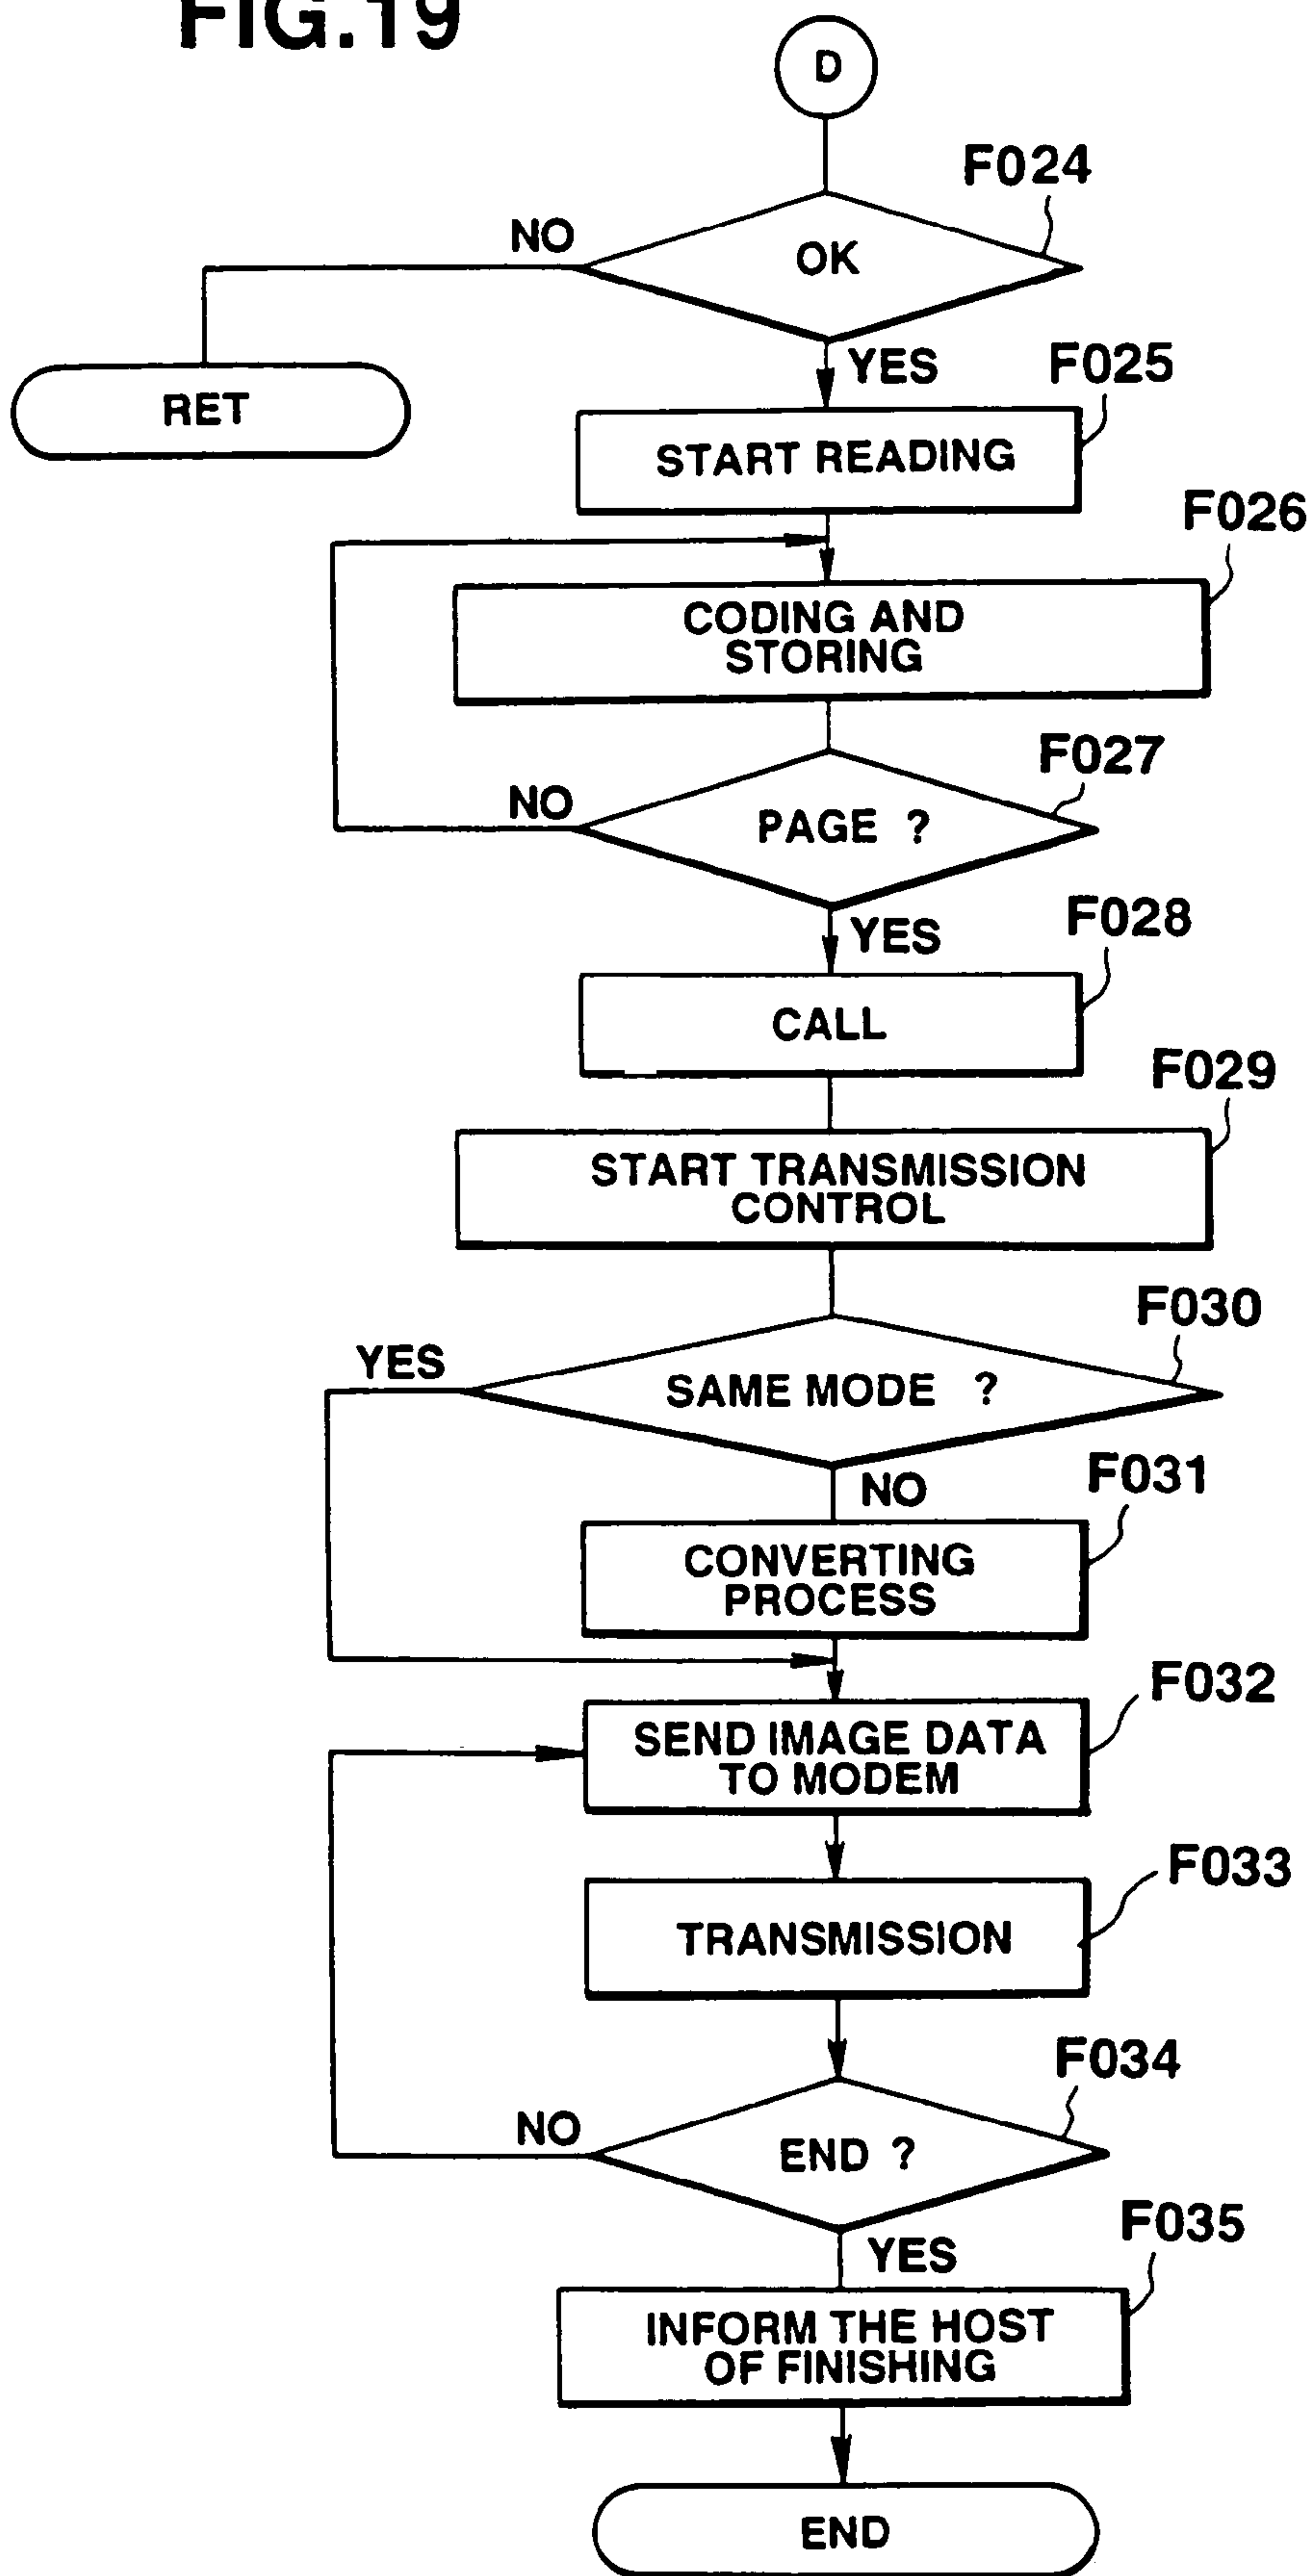 FIG.19
D
F024
NO
OK
YES
RET
F025
START READING
F026
CODING AND
STORING
F027
NO
PAGE ?
F028
YES
CALL
F029
START TRANSMISSION
CONTROL
F030
YES
SAME MODE ?
F031
NO
CONVERTING
PROCESS
F032
SEND IMAGE DATA
TO MODEM
F033
TRANSMISSION
F034
NO
END ?
F035
YES
INFORM THE HOST
OF FINISHING
END